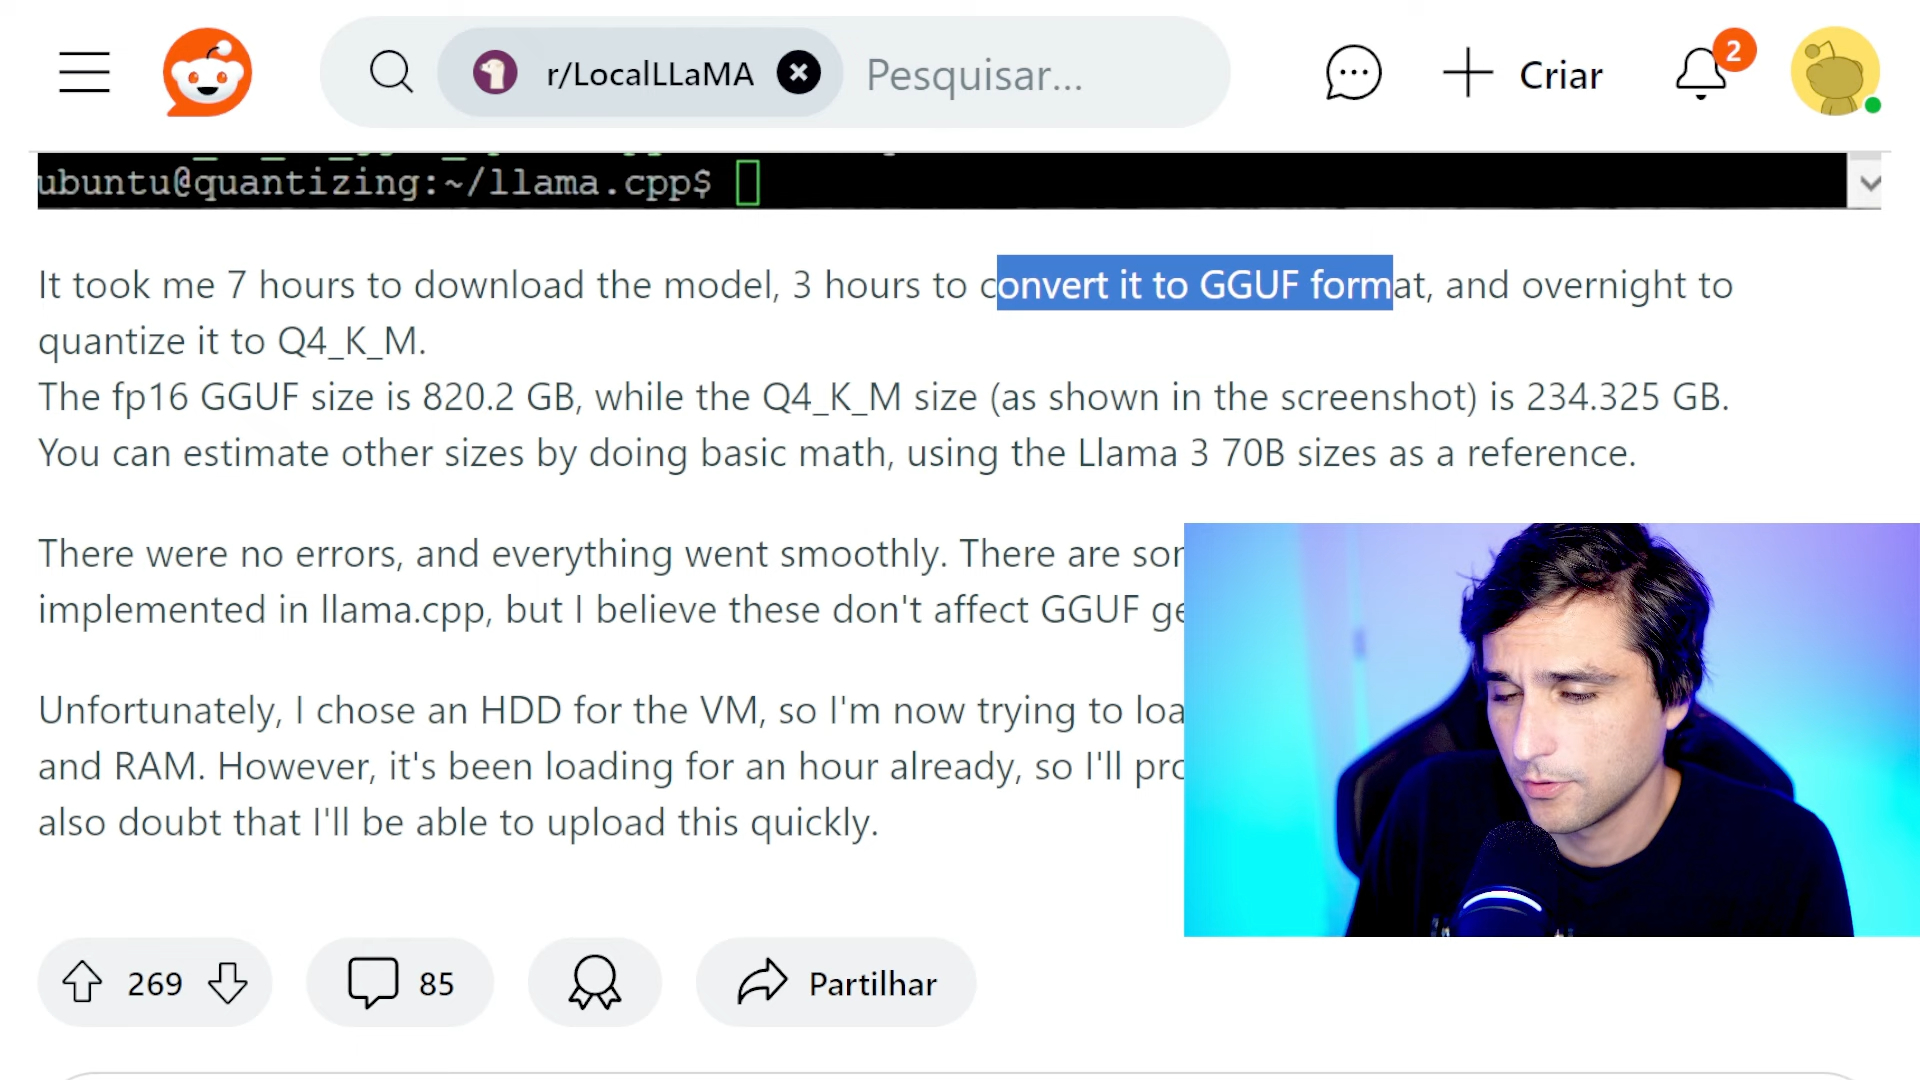 r/LocalLLaMA
Pesquisar...
Criar
2
ubuntu@quantizing:~/llama.cpp$
It took me 7 hours to download the model, 3 hours to convert it to GGUF format, and overnight to
quantize it to Q4_K_M.
The fp16 GGUF size is 820.2 GB, while the Q4_K_M size (as shown in the screenshot) is 234.325 GB.
You can estimate other sizes by doing basic math, using the Llama 3 70B sizes as a reference.
There were no errors, and everything went smoothly. There are
implemented in llama.cpp, but I believe these don't affect GGUF
Unfortunately, I chose an HDD for the VM, so I'm now trying to
and RAM. However, it's been loading for an hour already, so I'll
also doubt that I'll be able to upload this quickly.
269
85
Partilhar